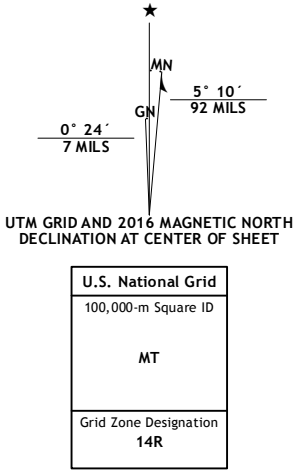 MN
GN
5° 10´
92 MILS
0° 24´
7 MILS
UTM GRID AND 2016 MAGNETIC NORTH
DECLINATION AT CENTER OF SHEET
U.S. National Grid
100,000-m Square ID
MT
Grid Zone Designation
14R